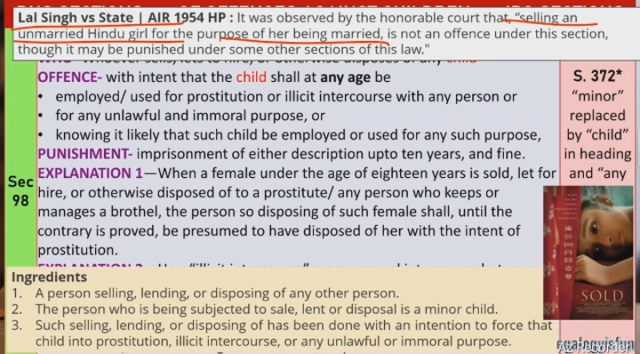 Lal Singh vs State | AIR 1954 HP : It was observed by the honorable court that, “selling an
unmarried Hindu girl for the purpose of her being married, is not an offence under this section,
though it may be punished under some other sections of this law."
OFFENCE- with intent that the child shall at any age be
• employed/ used for prostitution or illicit intercourse with any person or
• for any unlawful and immoral purpose, or
• knowing it likely that such child be employed or used for any such purpose,
PUNISHMENT- imprisonment of either description upto ten years, and fine.
EXPLANATION 1—When a female under the age of eighteen years is sold, let for
hire, or otherwise disposed of to a prostitute/ any person who keeps or
manages a brothel, the person so disposing of such female shall, until the
contrary is proved, be presumed to have disposed of her with the intent of
prostitution.
Sec
98
S. 372*
“minor”
replaced
by “child”
in heading
and “any
SOLD
Ingredients
1. A person selling, lending, or disposing of any other person.
2. The person who is being subjected to sale, lent or disposal is a minor child.
3. Such selling, lending, or disposing of has been done with an intention to force that
child into prostitution, illicit intercourse, or any unlawful or immoral purpose.